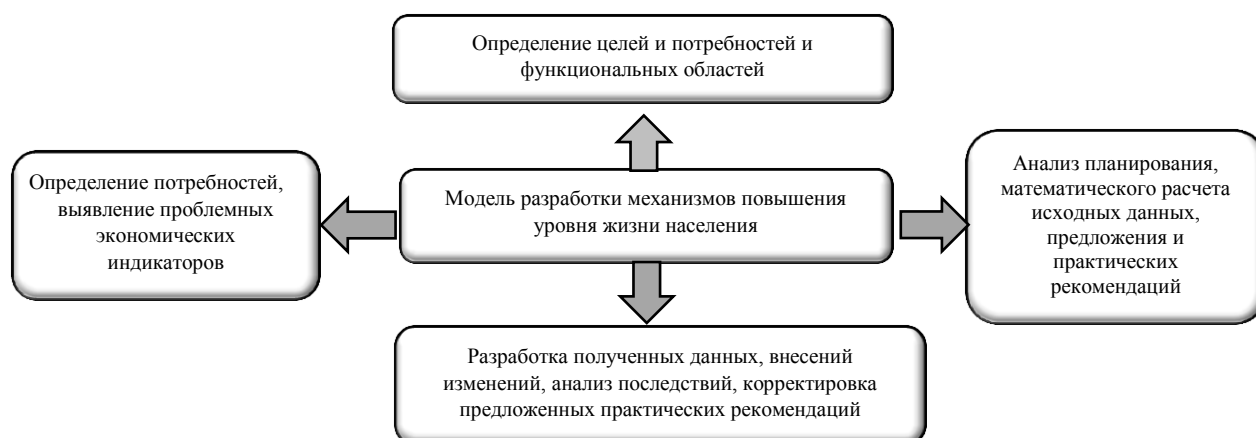 Определение целей и потребностей и
функциональных областей
Определение потребностей,
выявление проблемных
экономических
индикаторов
Модель разработки механизмов повышения
уровня жизни населения
Анализ планирования,
математического расчета
исходных данных,
предложения и
практических
рекомендаций
Разработка полученных данных, внесений
изменений, анализ последствий, корректировка
предложенных практических рекомендаций